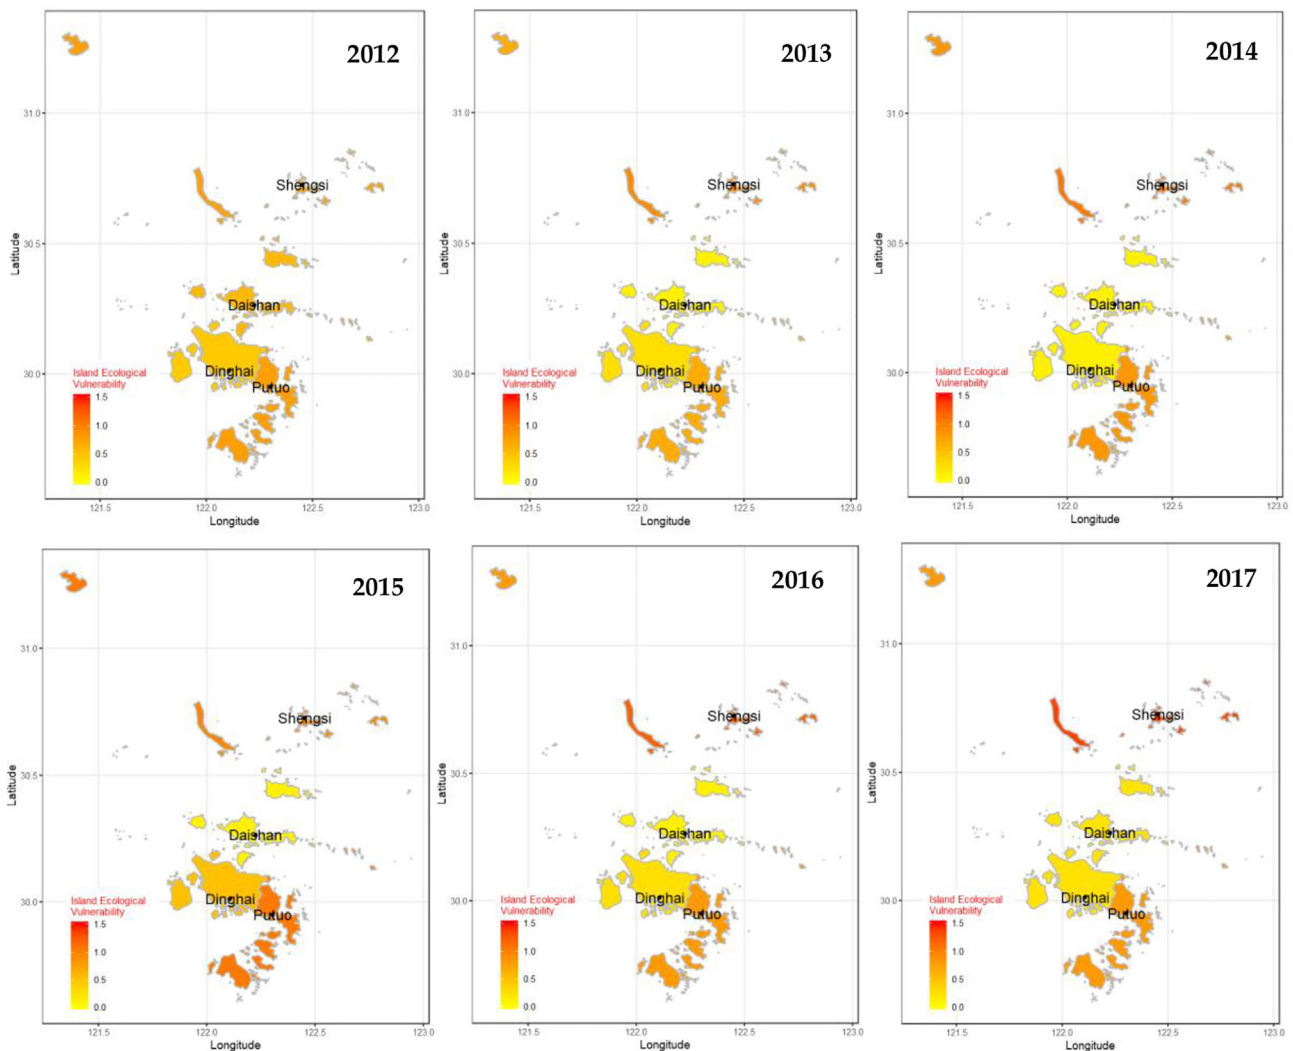 2012
31.0
Shengsi
30.5
Latitude
Daishan
30.0
Dinghai
Putuo
Island Ecological
Vulnerability
1.5
1.0
0.5
0.0
121.5 122.0 122.5 123.0
Longitude
2013
31.0
Shengsi
30.5
Latitude
Daishan
30.0
Dinghai
Putuo
Island Ecological
Vulnerability
1.5
1.0
0.5
0.0
121.5 122.0 122.5 123.0
Longitude
2014
31.0
Shengsi
30.5
Latitude
Daishan
30.0
Dinghai
Putuo
Island Ecological
Vulnerability
1.5
1.0
0.5
0.0
121.5 122.0 122.5 123.0
Longitude
2015
31.0
Shengsi
30.5
Latitude
Daishan
30.0
Dinghai
Putuo
Island Ecological
Vulnerability
1.5
1.0
0.5
0.0
121.5 122.0 122.5 123.0
Longitude
2016
31.0
Shengsi
30.5
Latitude
Daishan
30.0
Dinghai
Putuo
Island Ecological
Vulnerability
1.5
1.0
0.5
0.0
121.5 122.0 122.5 123.0
Longitude
2017
31.0
Shengsi
30.5
Latitude
Daishan
30.0
Dinghai
Putuo
Island Ecological
Vulnerability
1.5
1.0
0.5
0.0
121.5 122.0 122.5 123.0
Longitude